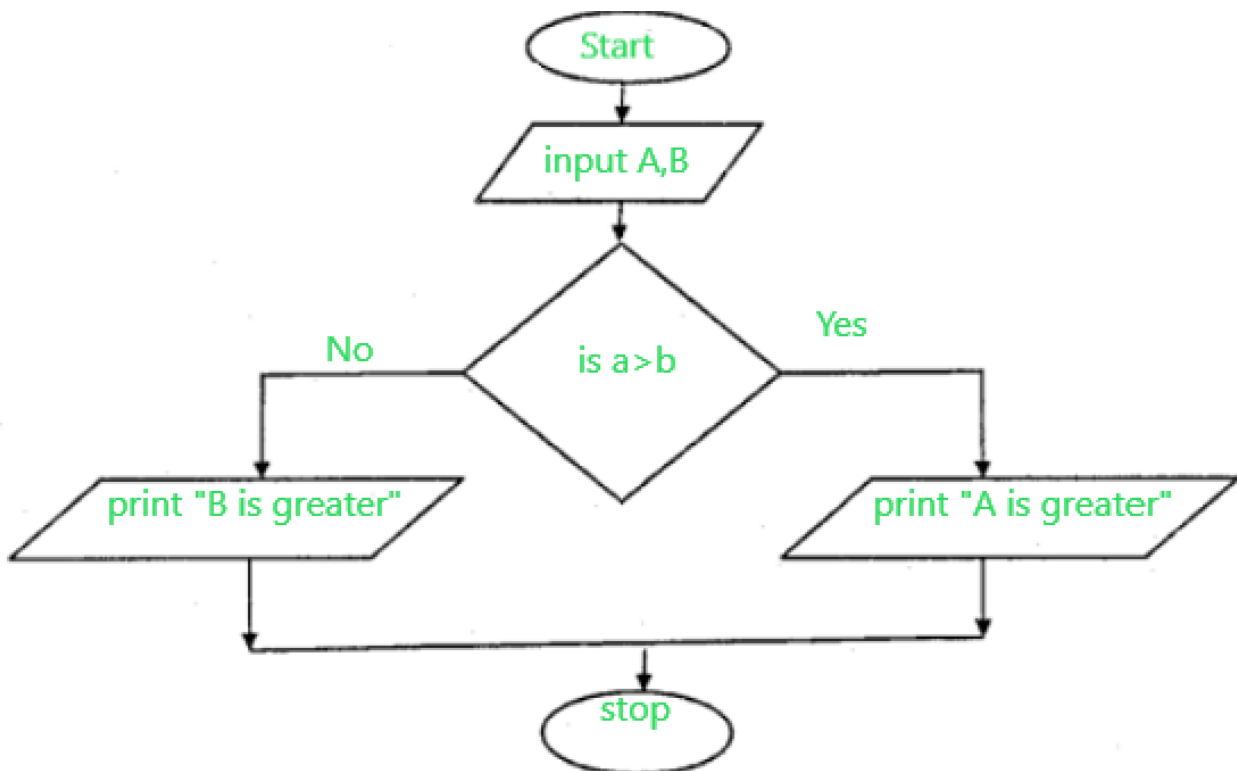 Start
input A,B
is a>b
No
Yes
print "B is greater"
print "A is greater"
stop